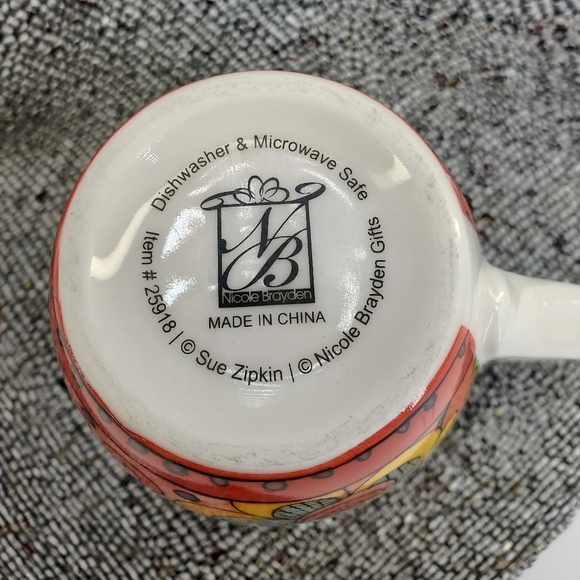 Dishwasher & Microwave Safe
NB
Nicole Brayden
MADE IN CHINA
Item # 25918 | © Sue Zipkin | © Nicole Brayden Gifts